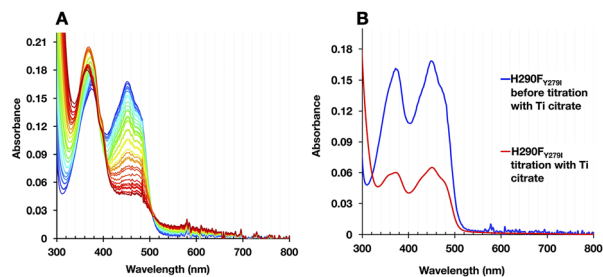 A
0.21
0.18
0.15
0.12
0.09
0.06
0.03
0
300 400 500 600 700 800
Absorbance
Wavelength (nm)
B
0.18
0.15
0.12
0.09
0.06
0.03
0
300 400 500 600 700 800
Absorbance
Wavelength (nm)
H290FY279I
before titration
with Ti citrate
H290FY279I
titration with Ti
citrate